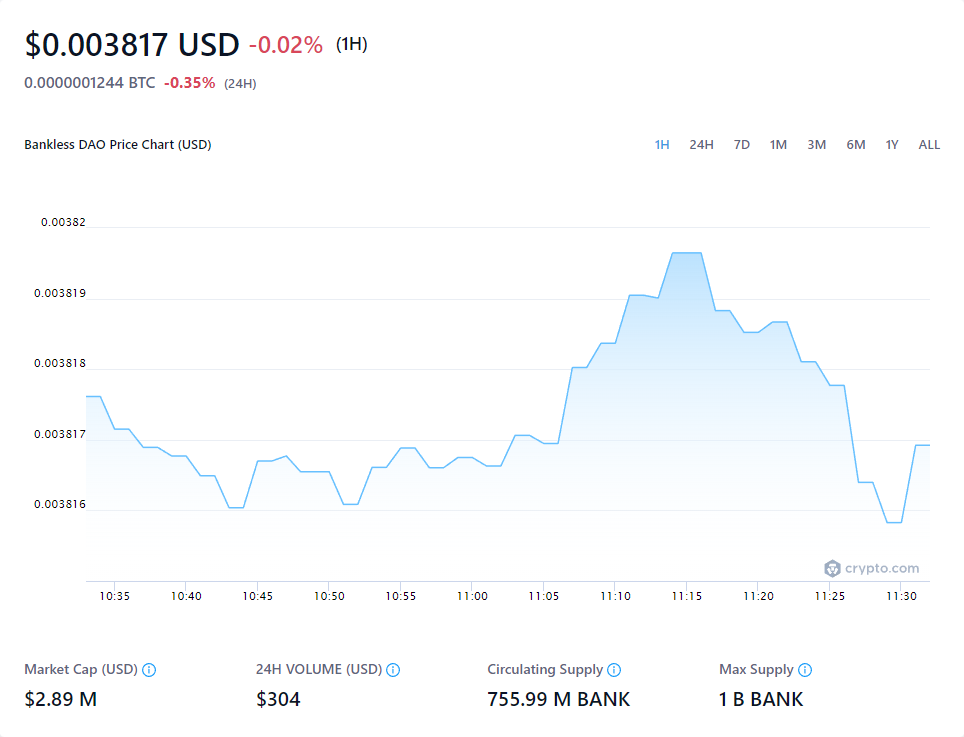 $0.003817 USD -0.02% (1H)
0.0000001244 BTC -0.35% (24H)
Bankless DAO Price Chart (USD)
1H 24H 7D 1M 3M 6M 1Y ALL
0.00382
0.003819
0.003818
0.003817
0.003816
crypto.com
10:35 10:40 10:45 10:50 10:55 11:00 11:05 11:10 11:15 11:20 11:25 11:30
Market Cap (USD) 24H VOLUME (USD) Circulating Supply Max Supply
$2.89 M $304 755.99 M BANK 1 B BANK